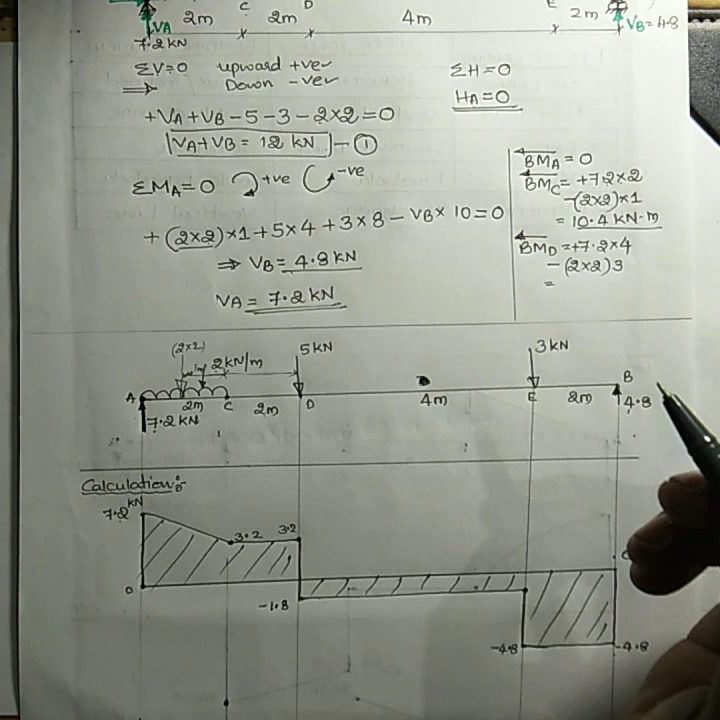 C D E
VA 2m 2m 4m 2m VB=4.8
7.2 kN
ΣV=0 upward +ve
⇒ Down -ve
ΣH=0
HA=0
+VA+VB-5-3-2×2=0
VA+VB = 12 kN - ①
ΣMA=0 +ve -ve
+(2×2)×1+5×4+3×8-VB×10=0
⇒ VB= 4.8 kN
VA= 7.2 kN
BMA = 0
BMC= +7.2×2
-(2×2)×1
= 10.4 kN-m
BMD =+7.2×4
-(2×2)3
=
(2×2) 2kN/m 5kN 3kN
A 2m C 2m D 4m E 2m B
7.2 kN 4.8
Calculation:
7.2 kN
3.2 3.2
0
-1.8
-4.8 -4.8